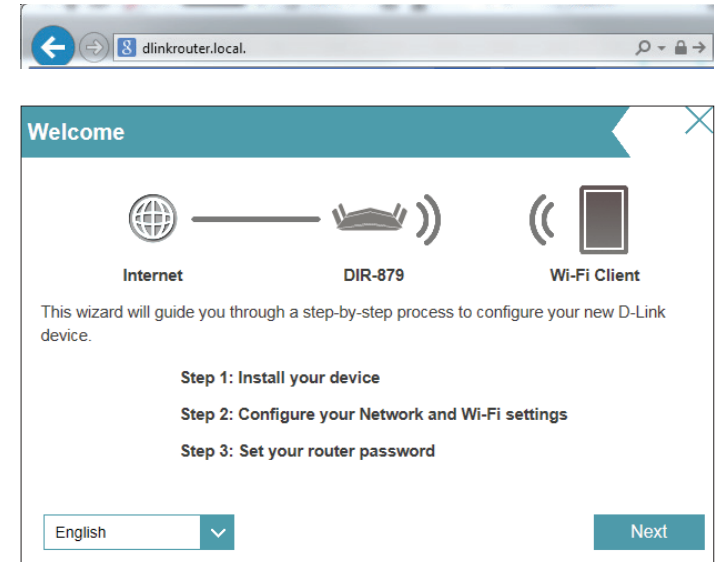 dlinkrouter.local.
Welcome
Internet
DIR-879
Wi-Fi Client
This wizard will guide you through a step-by-step process to configure your new D-Link
device.
Step 1: Install your device
Step 2: Configure your Network and Wi-Fi settings
Step 3: Set your router password
English
Next